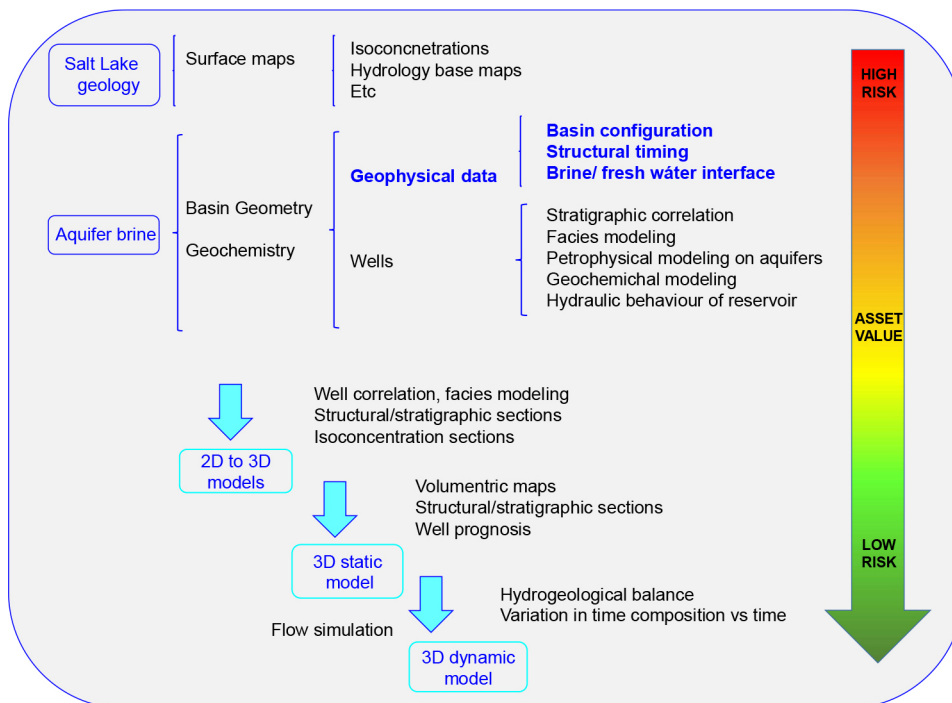 Salt Lake
geology
Surface maps
Isoconcnetrations
Hydrology base maps
Etc
HIGH
RISK
Aquifer brine
Basin Geometry
Geochemistry
Geophysical data
Basin configuration
Structural timing
Brine/ fresh wáter interface
Wells
Stratigraphic correlation
Facies modeling
Petrophysical modeling on aquifers
Geochemichal modeling
Hydraulic behaviour of reservoir
ASSET
VALUE
Well correlation, facies modeling
Structural/stratigraphic sections
Isoconcentration sections
2D to 3D
models
Volumentric maps
Structural/stratigraphic sections
Well prognosis
3D static
model
LOW
RISK
Hydrogeological balance
Variation in time composition vs time
Flow simulation
3D dynamic
model